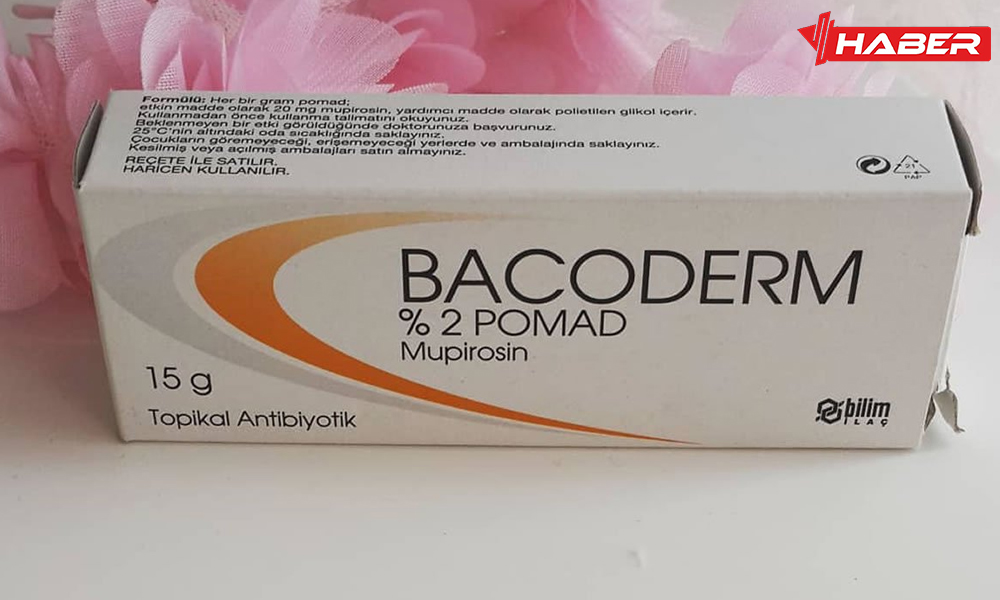 HABER
Formülü: Her bir gram pomad;
etkin madde olarak 20 mg mupirosin, yardımcı madde olarak polietilen glikol içerir.
Kullanmadan önce kullanma talimatını okuyunuz.
Beklenmeyen bir etki görüldüğünde doktorunuza başvurunuz.
25°C'nin altındaki oda sıcaklığında saklayınız.
Çocukların göremeyeceği, erişemeyeceği yerlerde ve ambalajında saklayınız.
Kesilmiş veya açılmış ambalajları satın almayınız.
REÇETE İLE SATILIR.
HARİCEN KULLANILIR.
21
PAP
BACODERM
% 2 POMAD
Mupirosin
15 g
Topikal Antibiyotik
bilim
İLAÇ